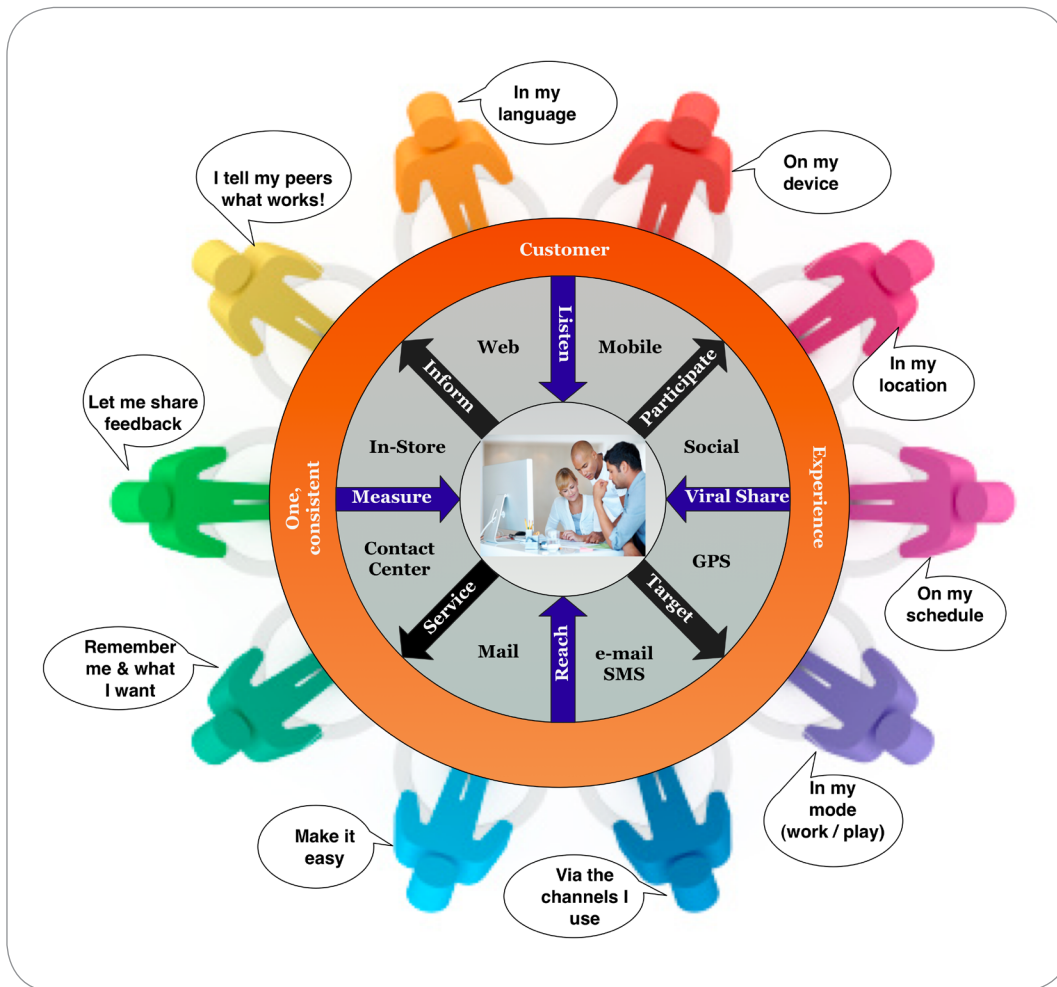 In my
language
On my
device
I tell my peers
what works!
Customer
Listen
Web
Mobile
Inform
Participate
In my
location
Let me share
feedback
In-Store
Social
One,
consistent
Measure
Viral Share
Experience
Contact
Center
GPS
Service
Target
On my
schedule
Mail
Reach
e-mail
SMS
Remember
me & what
I want
In my
mode
(work / play)
Make it
easy
Via the
channels I
use